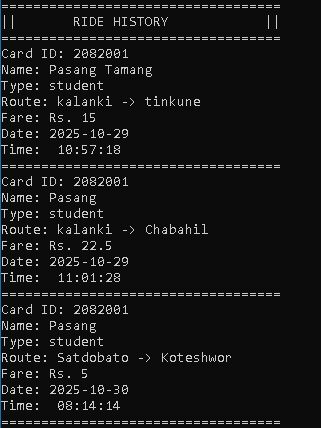 ===================================
||       RIDE HISTORY            ||
===================================
Card ID: 2082001
Name: Pasang Tamang
Type: student
Route: kalanki -> tinkune
Fare: Rs. 15
Date: 2025-10-29
Time:  10:57:18
===================================
Card ID: 2082001
Name: Pasang
Type: student
Route: kalanki -> Chabahil
Fare: Rs. 22.5
Date: 2025-10-29
Time:  11:01:28
===================================
Card ID: 2082001
Name: Pasang
Type: student
Route: Satdobato -> Koteshwor
Fare: Rs. 5
Date: 2025-10-30
Time:  08:14:14
===================================